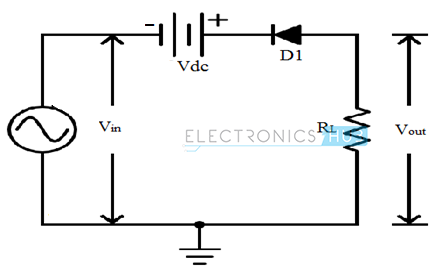 - +
Vdc
D1
Vin
ELECTRONICS HUB
RL
Vout